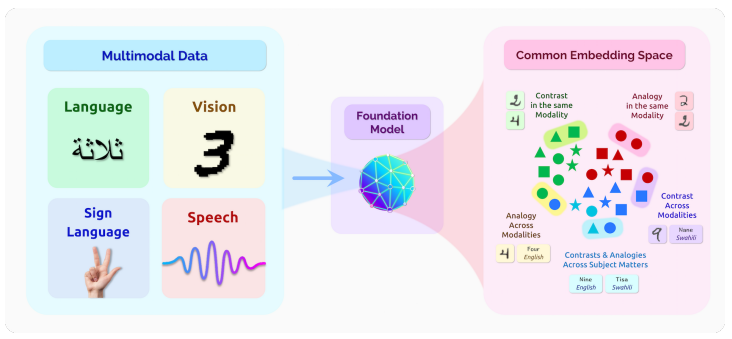 Multimodal Data
Language
ثلاثة
Vision
3
Sign
Language
Speech
Foundation
Model
Common Embedding Space
2
4
Contrast
in the same
Modality
Analogy
in the same
Modality
2
2
Analogy
Across
Modalities
4
Four
English
Contrast
Across
Modalities
9
Nane
Swahili
Contrasts & Analogies
Across Subject Matters
Nine
English
Tisa
Swahili